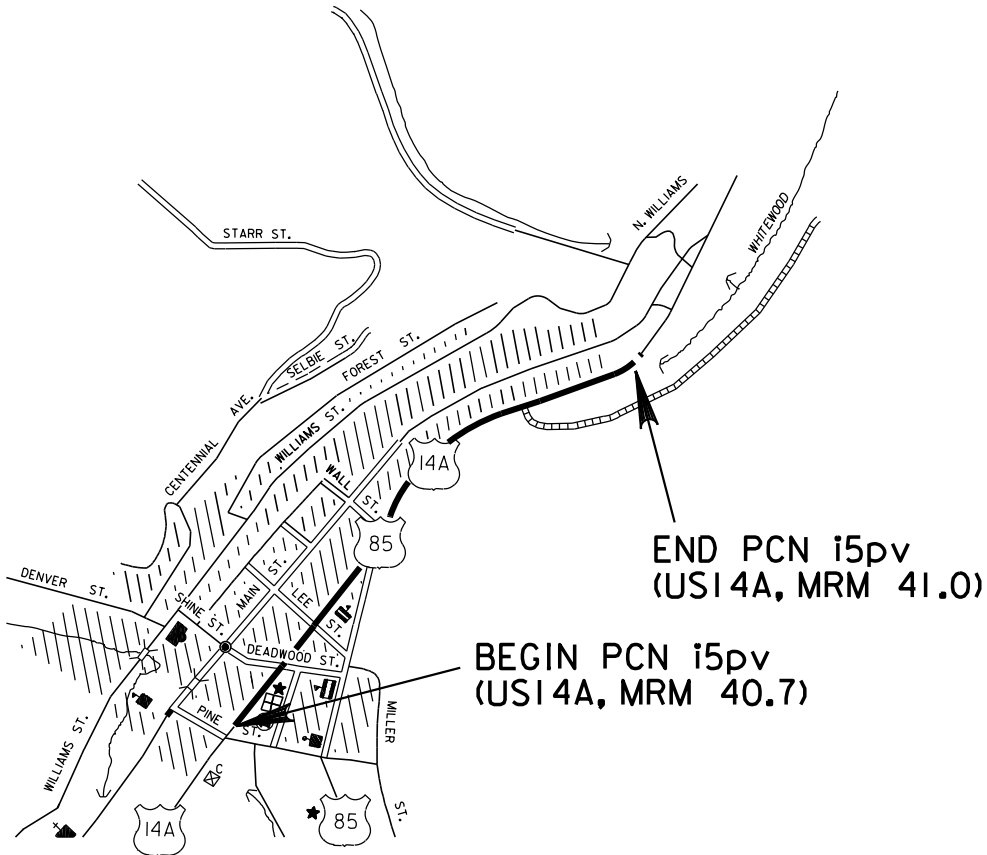 N. WILLIAMS
WHITEWOOD
STARR ST.
SELBIE ST.
FOREST ST.
CENTENNIAL AVE.
WILLIAMS ST.
14A
WALL ST.
85
END PCN i5pv
(US14A, MRM 41.0)
DENVER ST.
SHINE ST.
MAIN ST.
LEE ST.
DEADWOOD ST.
BEGIN PCN i5pv
(US14A, MRM 40.7)
PINE ST.
MILLER ST.
WILLIAMS ST.
C
14A
85